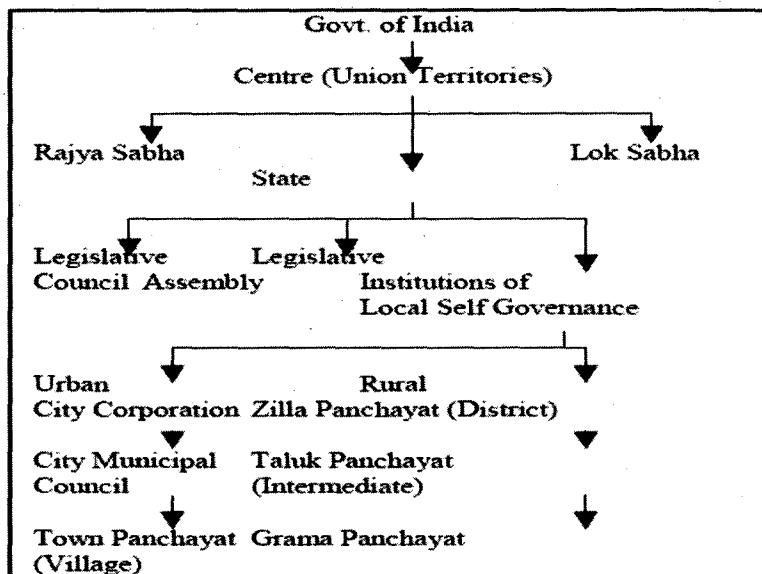 Govt. of India
Centre (Union Territories)
Rajya Sabha Lok Sabha
State
Legislative Legislative
Council Assembly Institutions of
Local Self Governance
Urban Rural
City Corporation Zilla Panchayat (District)
City Municipal Taluk Panchayat
Council (Intermediate)
Town Panchayat Grama Panchayat
(Village)